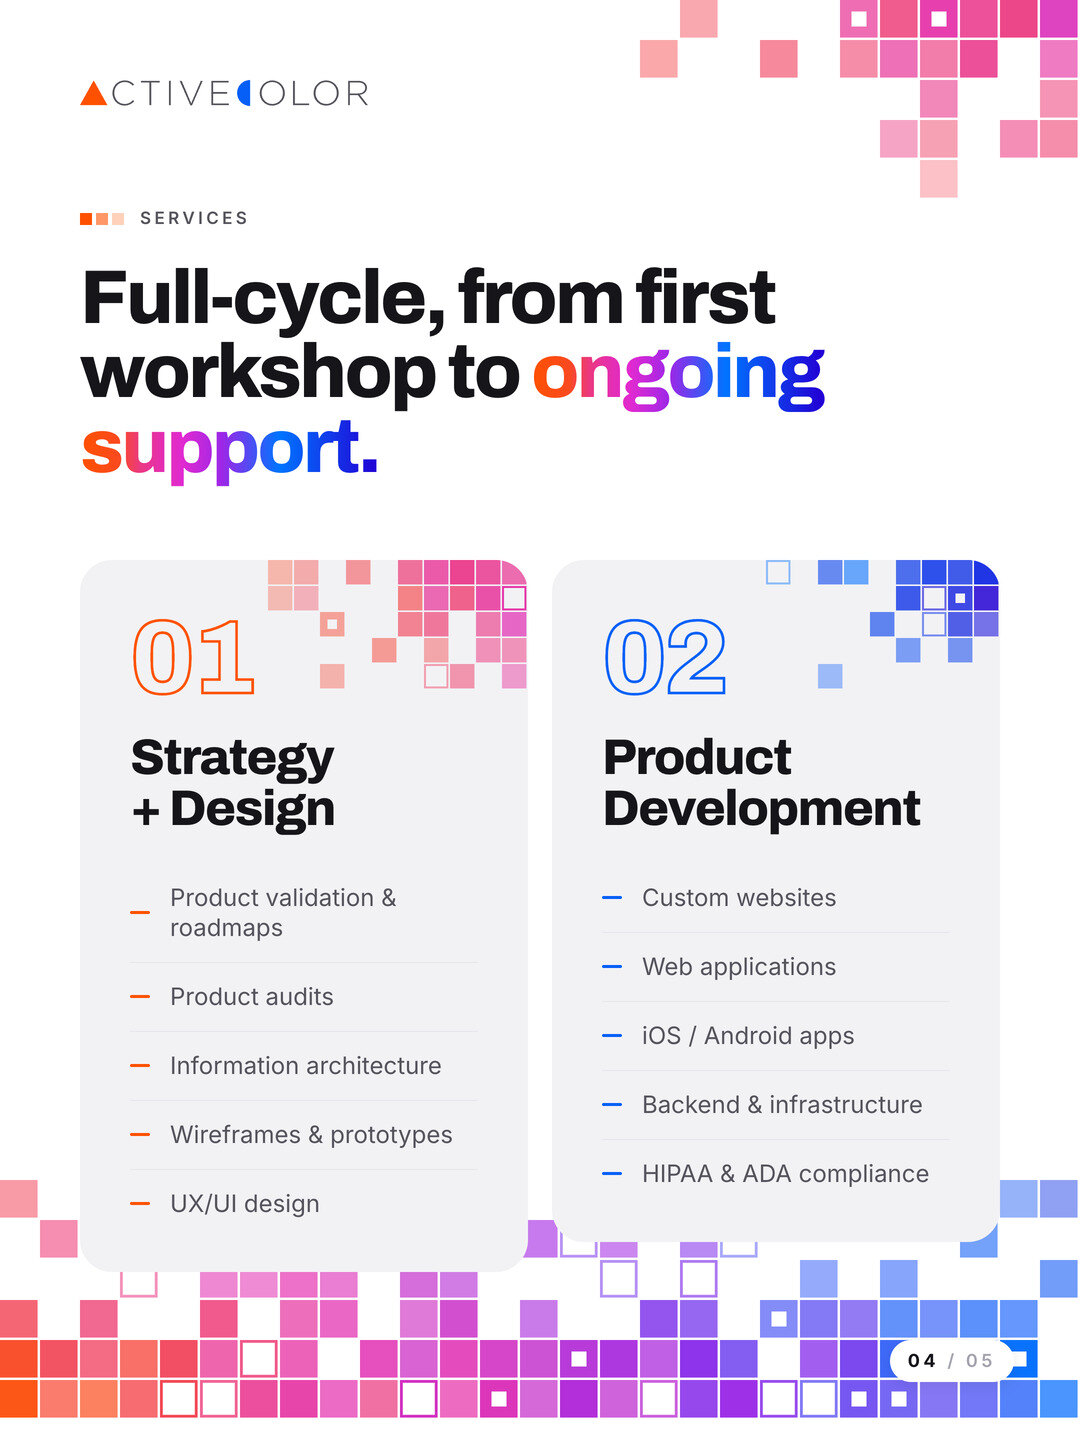 ACTIVECOLOR
SERVICES
Full-cycle, from first
workshop to ongoing
support.
01
Strategy
+ Design
Product validation &
roadmaps
Product audits
Information architecture
Wireframes & prototypes
UX/UI design
02
Product
Development
Custom websites
Web applications
iOS / Android apps
Backend & infrastructure
HIPAA & ADA compliance
04 / 05